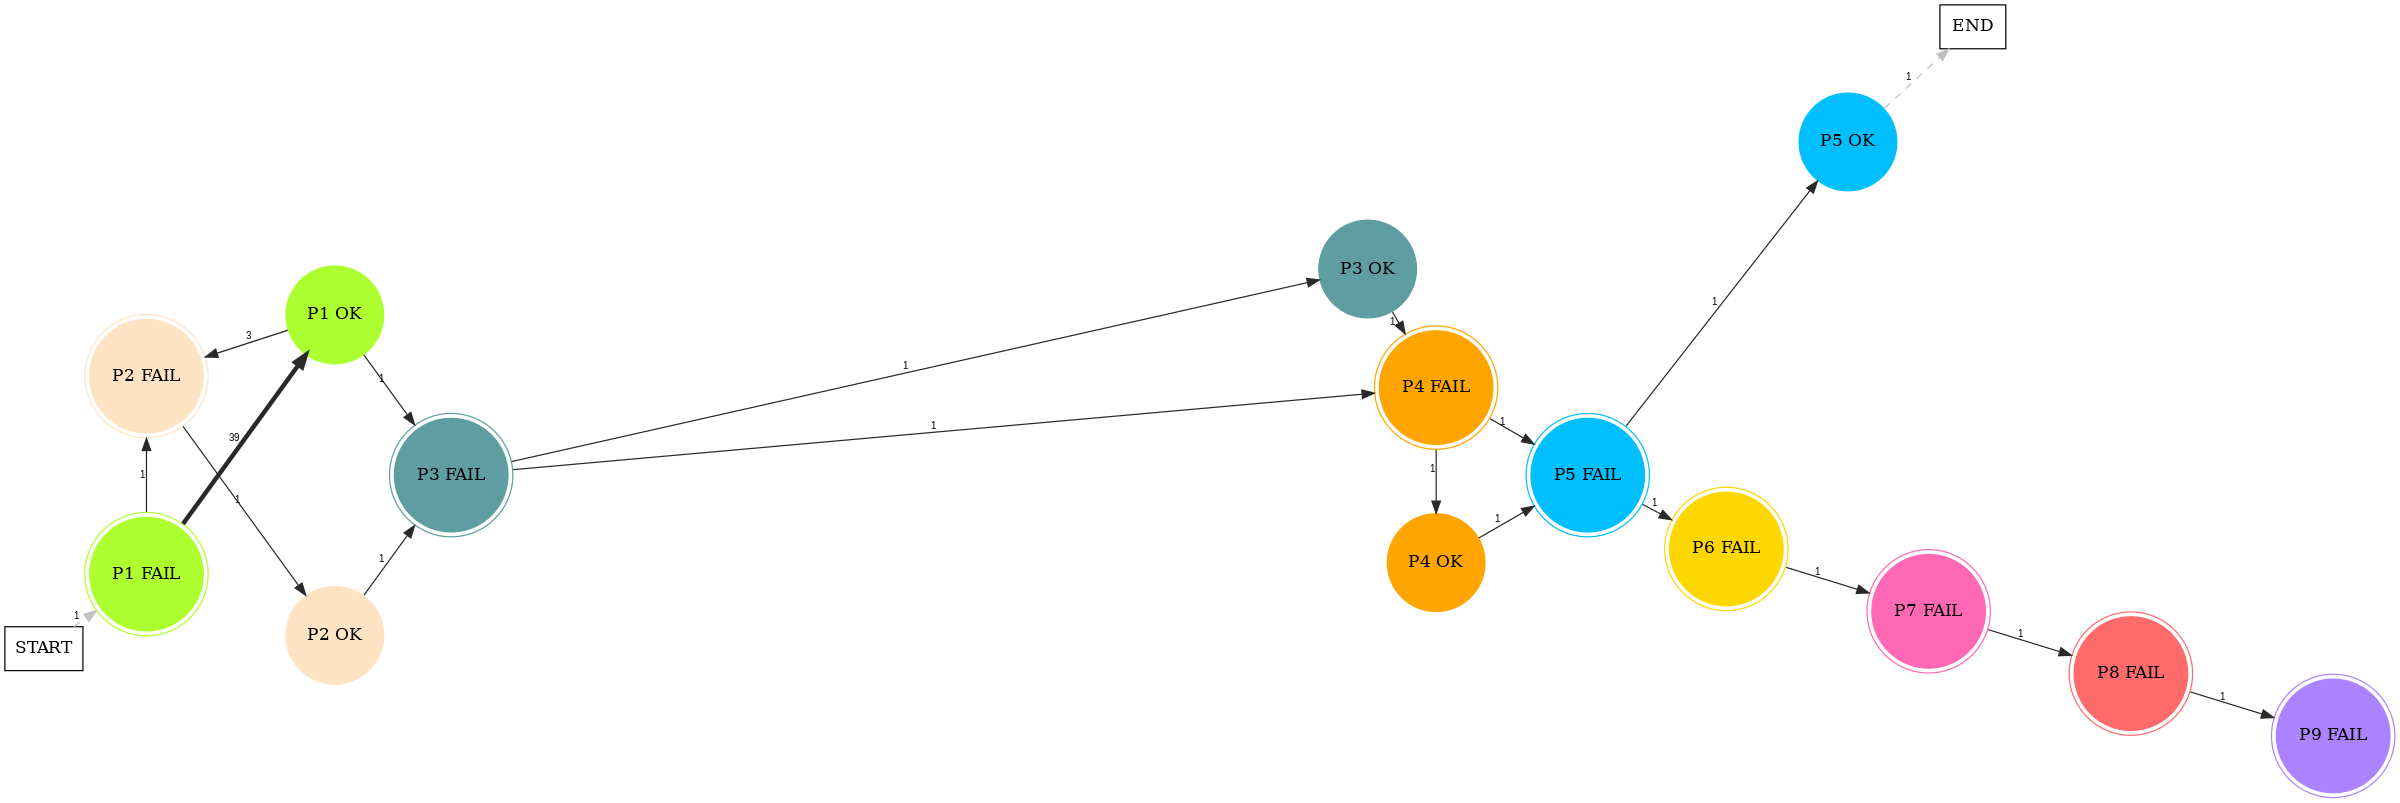 END
1
P5 OK
P3 OK
1
1
P1 OK
3
1
1
P2 FAIL
P4 FAIL
1
1
39
1
P3 FAIL
1
1
P5 FAIL
1
1
1
P6 FAIL
1
P4 OK
P1 FAIL
1
P7 FAIL
1
P2 OK
1
START
P8 FAIL
1
P9 FAIL